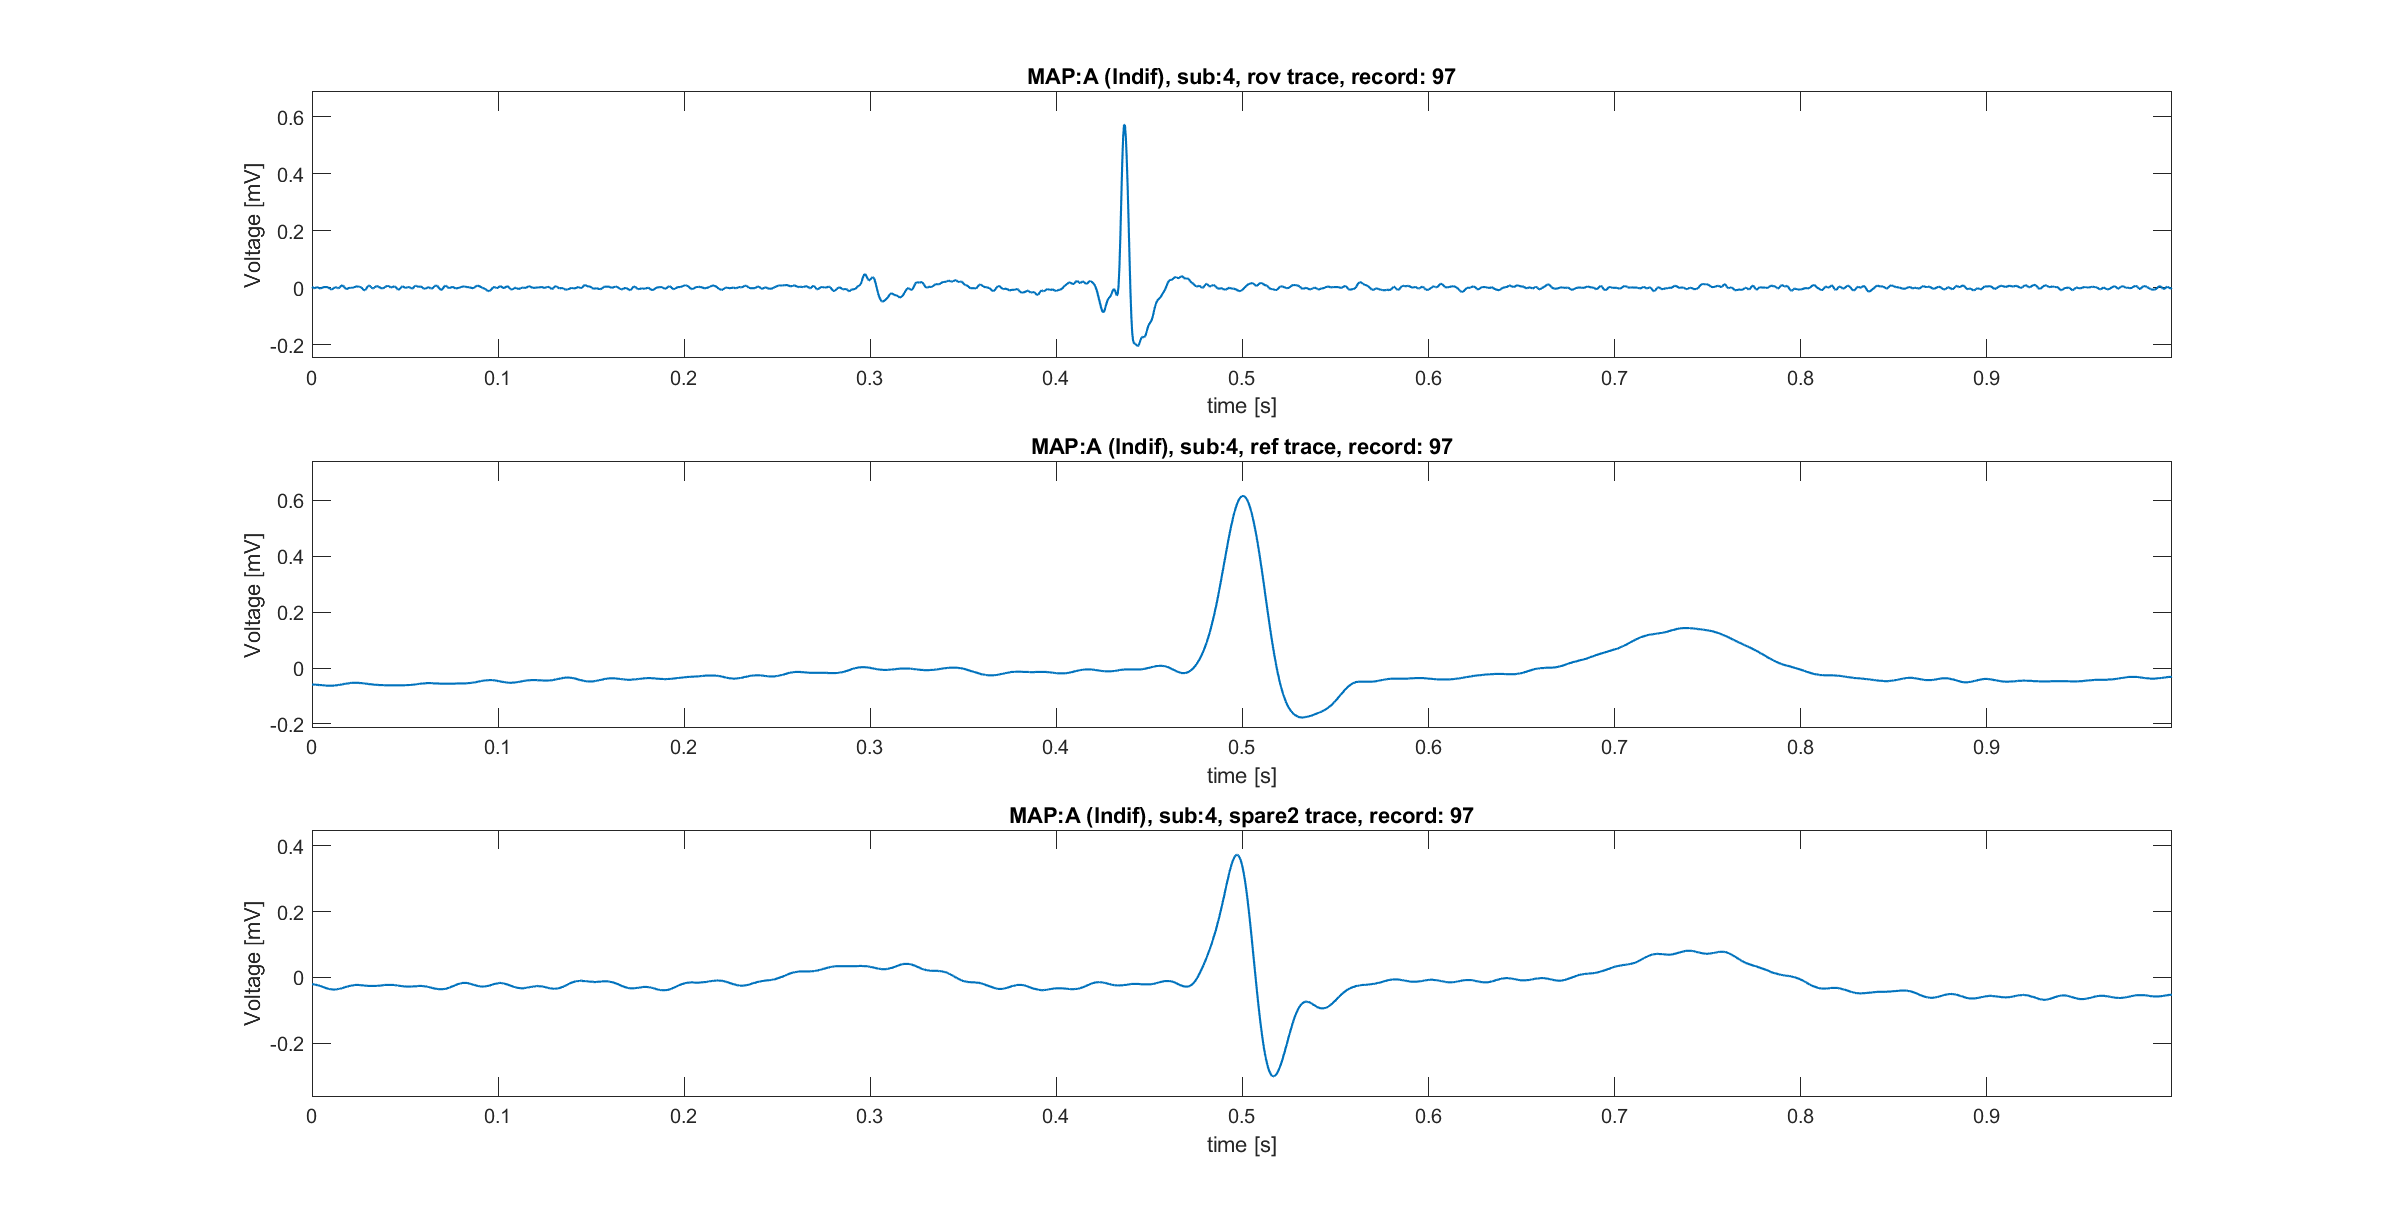 MAP:A (Indif), sub:4, rov trace, record: 97
Voltage [mV]
0.6
0.4
0.2
0
-0.2
0 0.1 0.2 0.3 0.4 0.5 0.6 0.7 0.8 0.9
time [s]
MAP:A (Indif), sub:4, ref trace, record: 97
Voltage [mV]
0.6
0.4
0.2
0
-0.2
0 0.1 0.2 0.3 0.4 0.5 0.6 0.7 0.8 0.9
time [s]
MAP:A (Indif), sub:4, spare2 trace, record: 97
Voltage [mV]
0.4
0.2
0
-0.2
0 0.1 0.2 0.3 0.4 0.5 0.6 0.7 0.8 0.9
time [s]